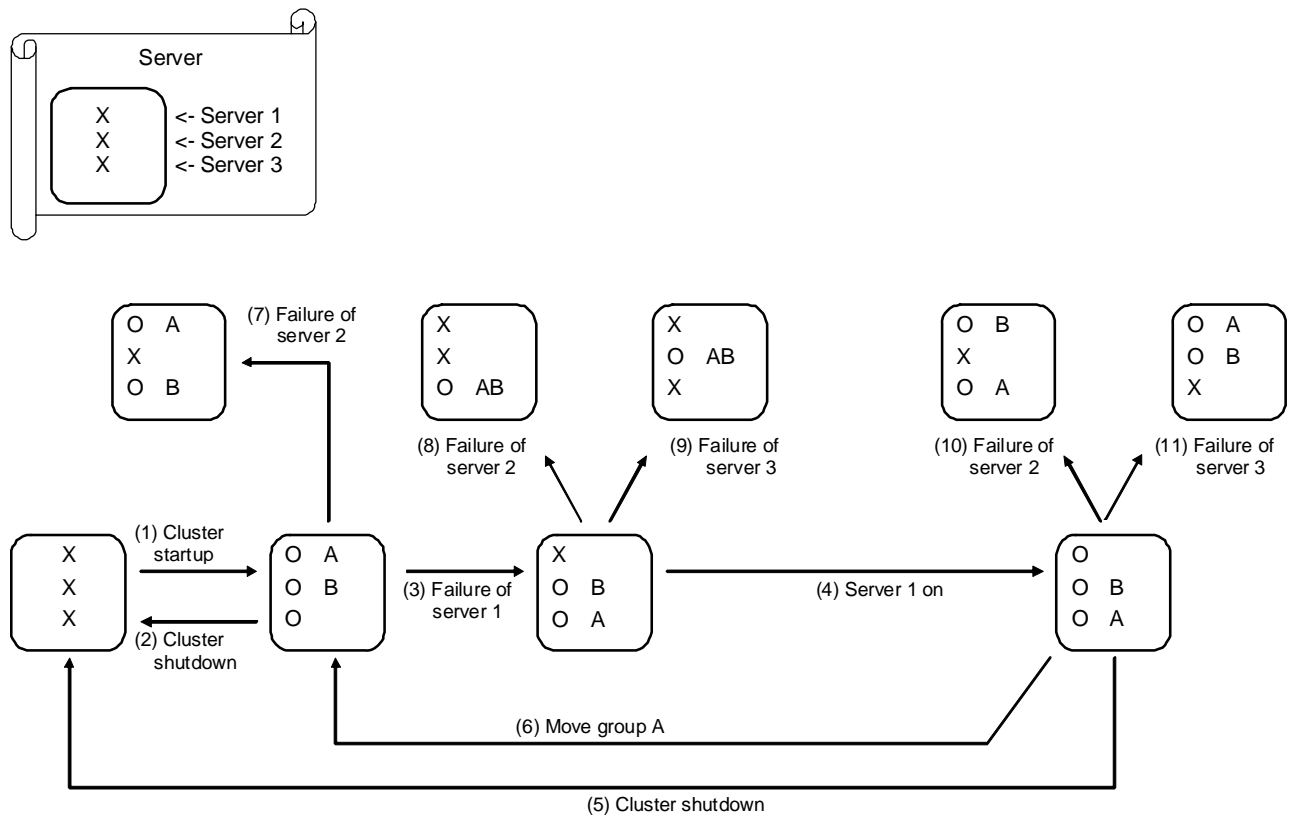 Server
X <- Server 1
X <- Server 2
X <- Server 3
O A
X
O B
(7) Failure of
server 2
X
X
O AB
X
O AB
X
O B
X
O A
O A
O B
X
(8) Failure of
server 2
(9) Failure of
server 3
(10) Failure of
server 2
(11) Failure of
server 3
X
X
X
(1) Cluster
startup
(2) Cluster
shutdown
O A
O B
O
(3) Failure of
server 1
X
O B
O A
(4) Server 1 on
O
O B
O A
(6) Move group A
(5) Cluster shutdown